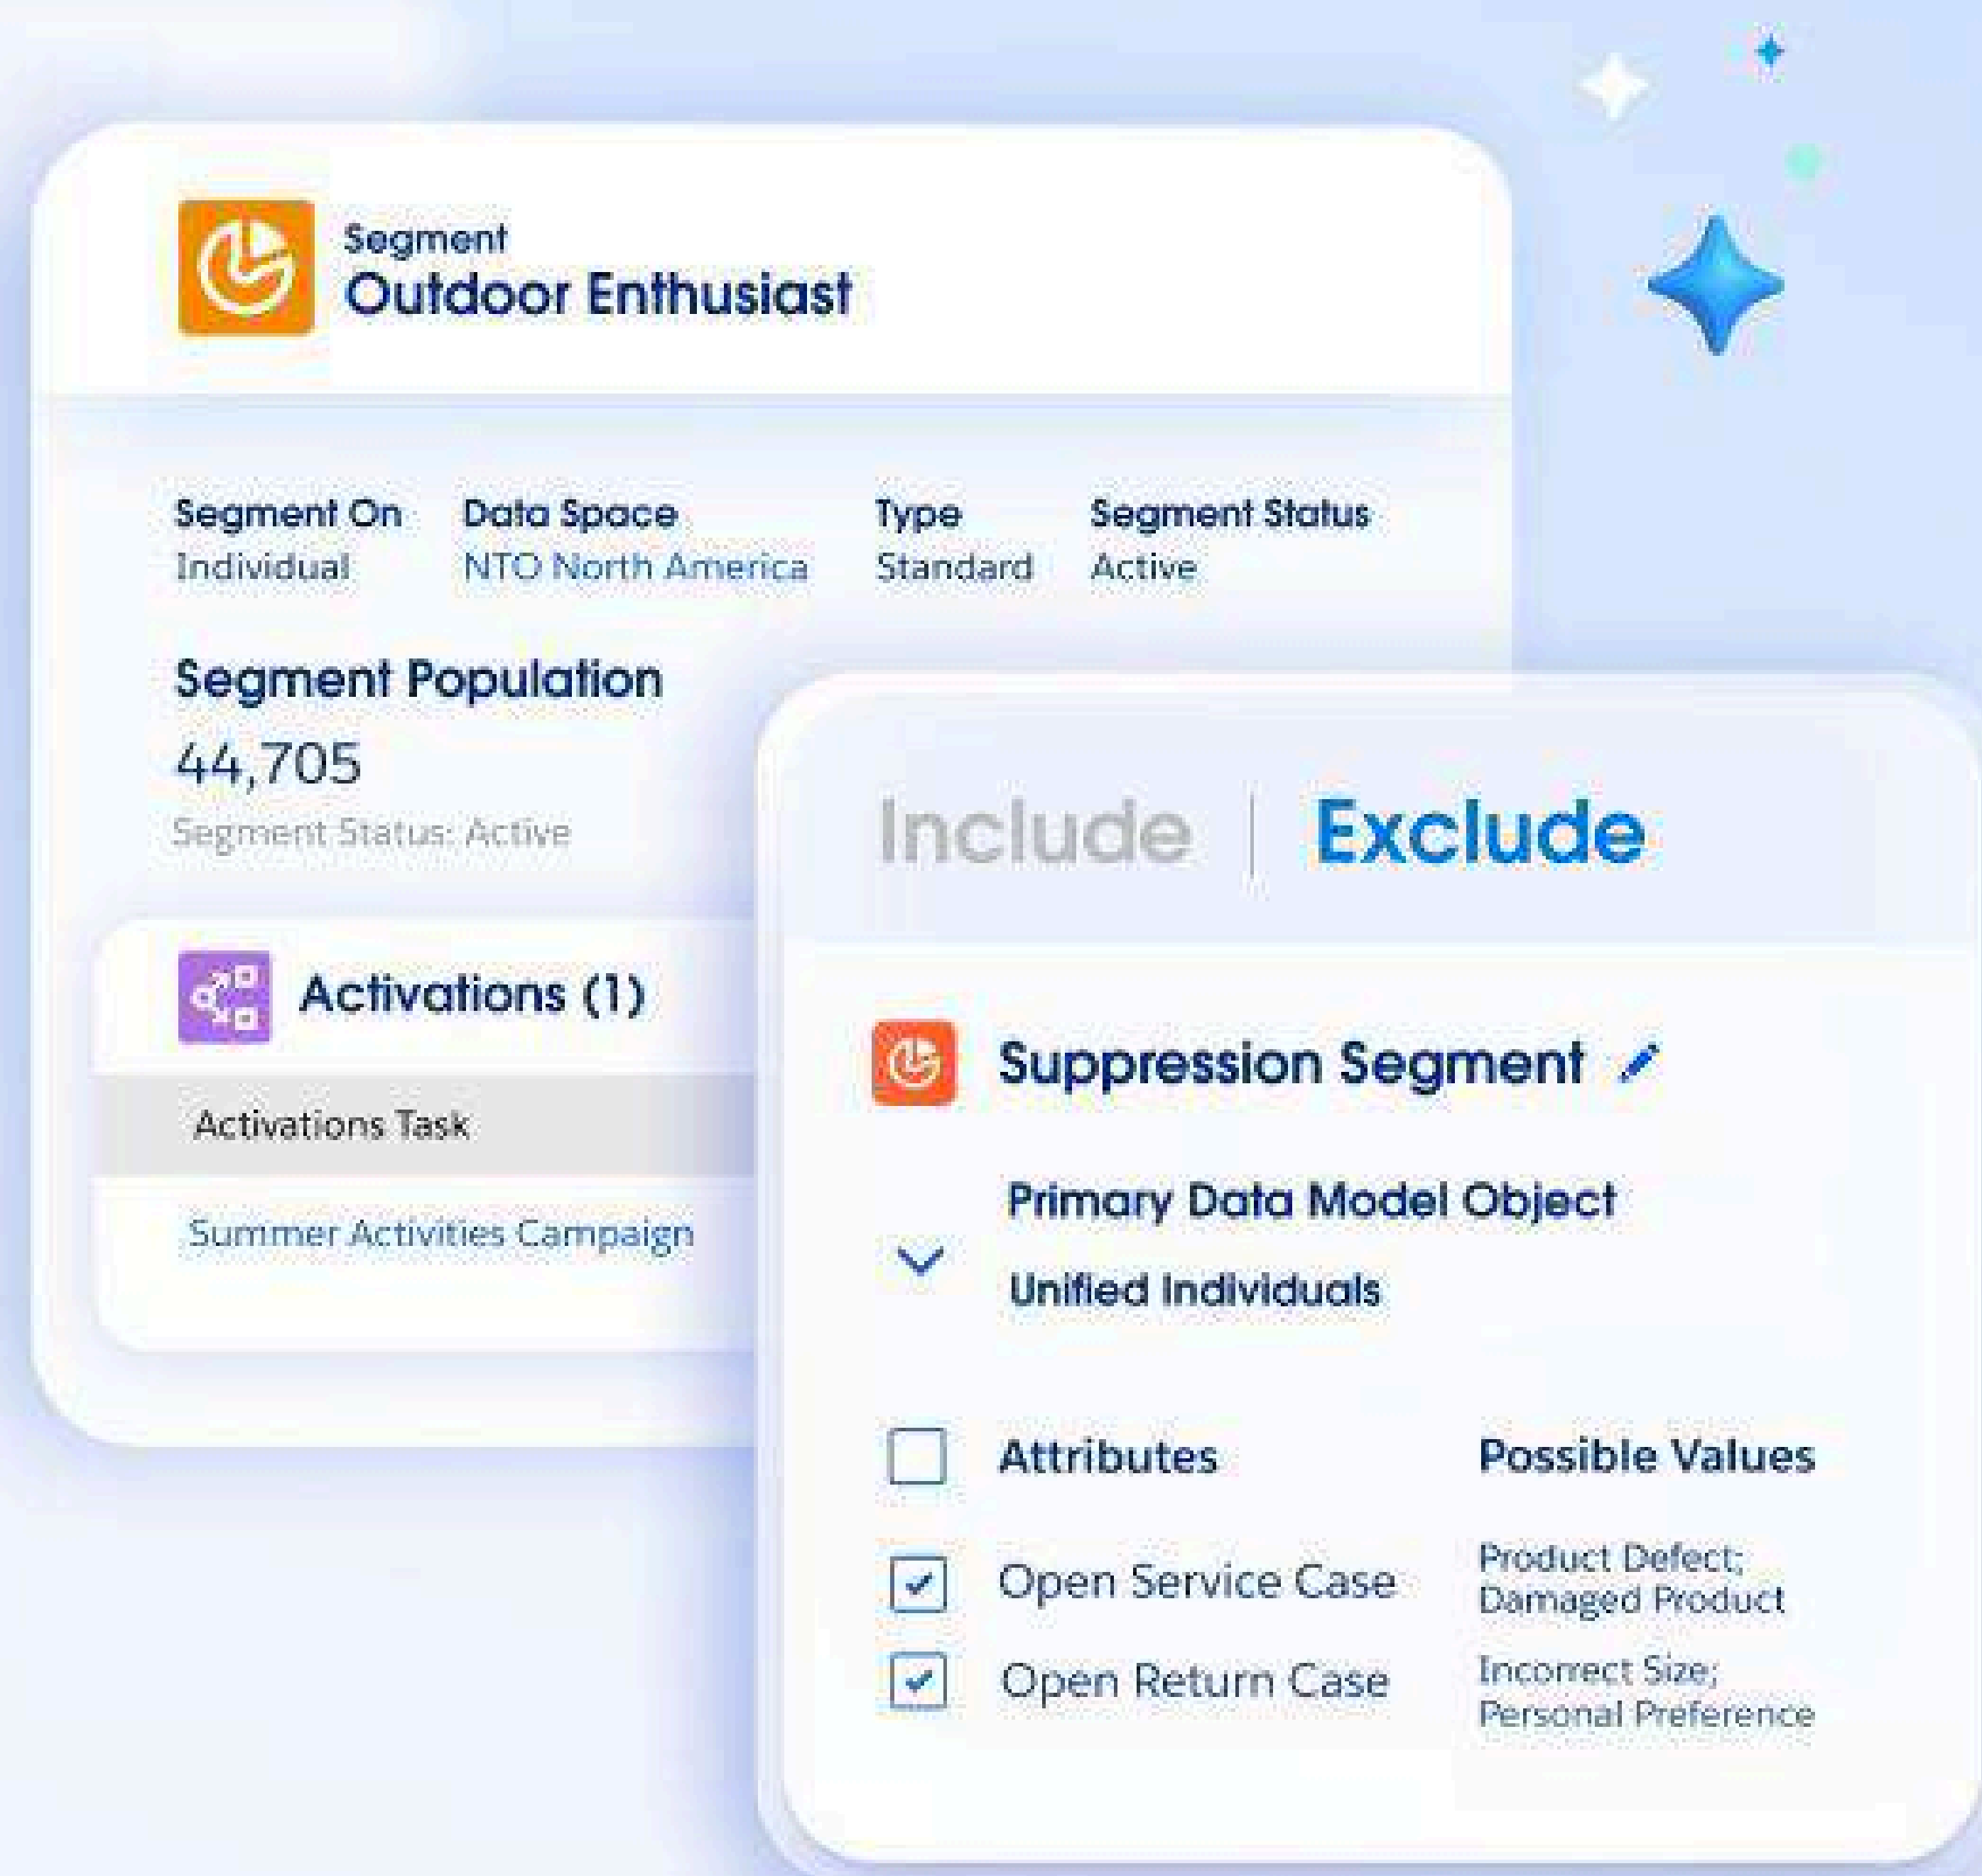 Segment
Outdoor Enthusiast
Segment On
Individual
Data Space
NTO North America
Type
Standard
Segment Status
Active
Segment Population
44,705
Segment Status: Active
Activations (1)
Activations Task
Summer Activities Campaign
Include | Exclude
Suppression Segment
Primary Data Model Object
Unified Individuals
Attributes
Possible Values
Open Service Case
Product Defect;
Damaged Product
Open Return Case
Incorrect Size;
Personal Preference